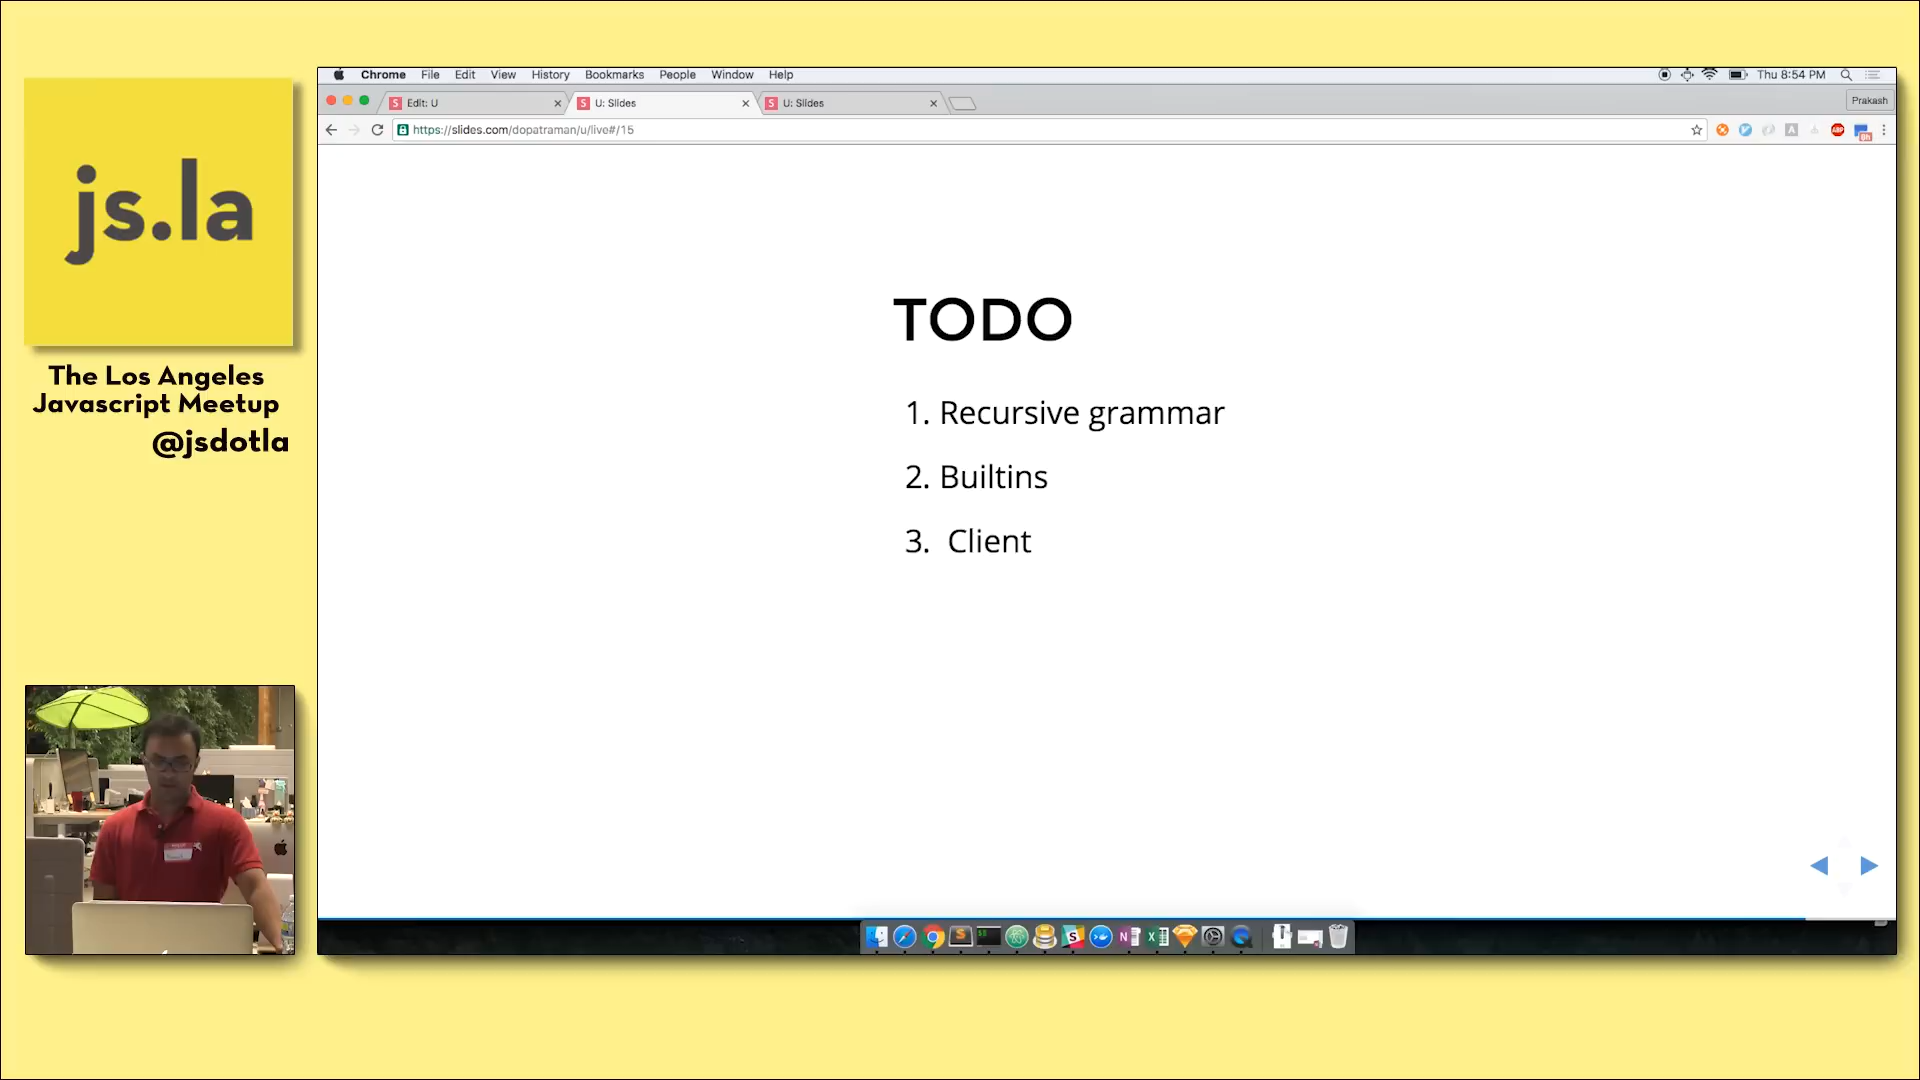 js.la
The Los Angeles
Javascript Meetup
@jsdotla
Chrome File Edit View History Bookmarks People Window Help
Thu 8:54 PM
Edit: U
U: Slides
U: Slides
Prakash
https://slides.com/dopatraman/u/live#/15
ABP
TODO
1. Recursive grammar
2. Builtins
3. Client